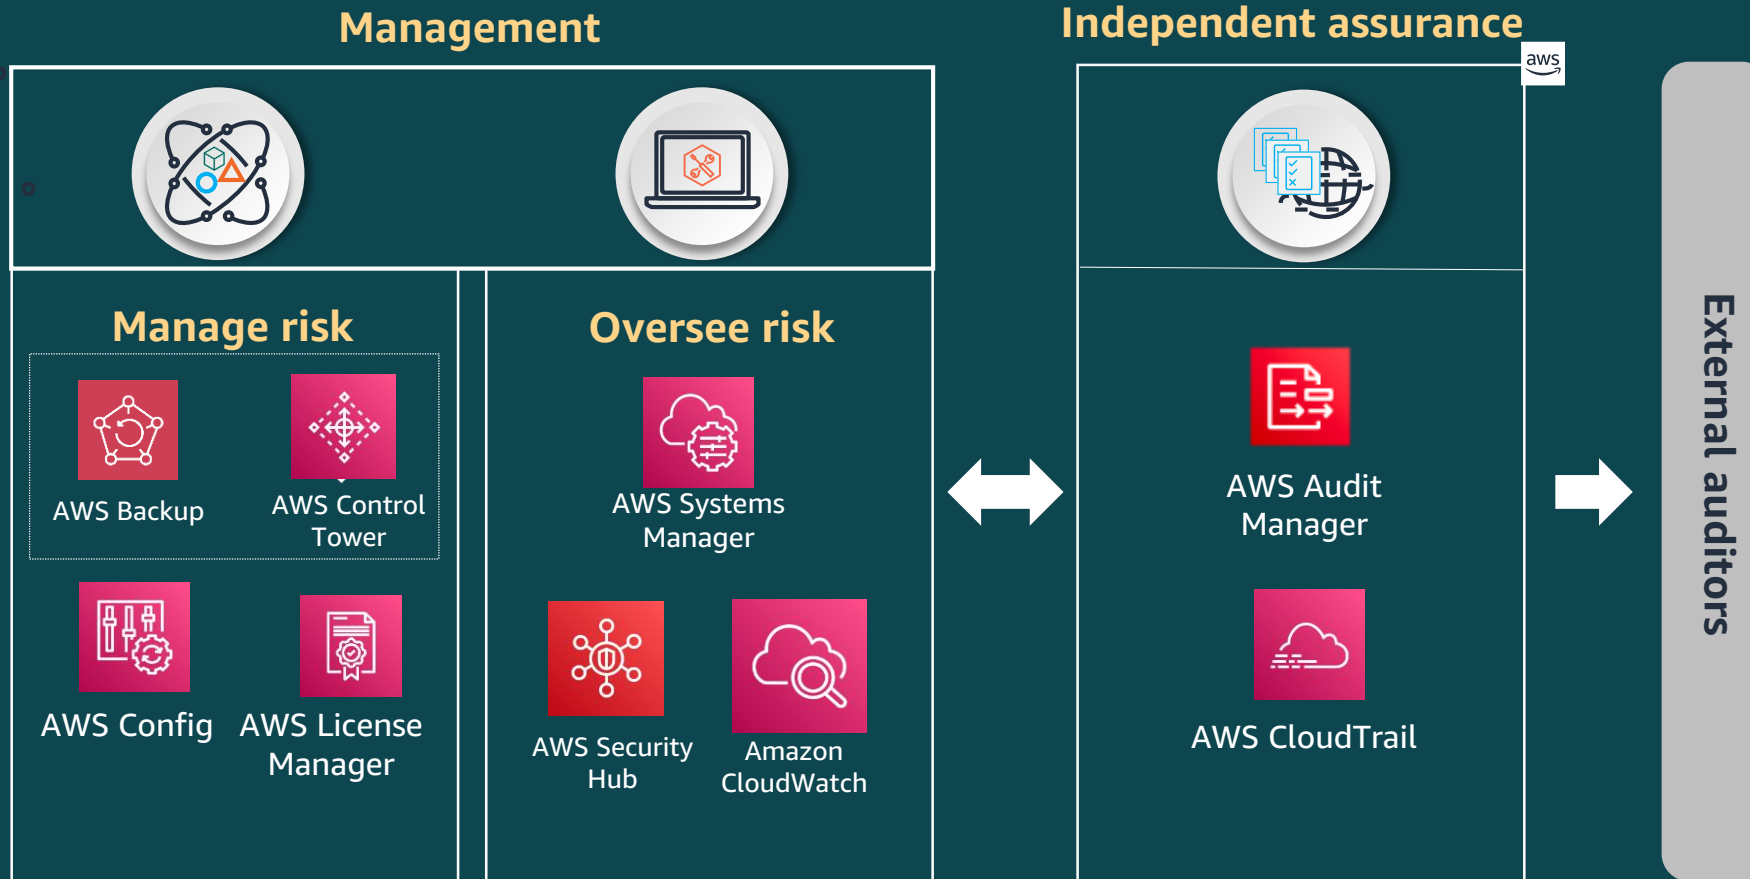 Management
Independent assurance
aws
Manage risk
Oversee risk
AWS Backup
AWS Control
Tower
AWS Config
AWS License
Manager
AWS Systems
Manager
AWS Security
Hub
Amazon
CloudWatch
AWS Audit
Manager
AWS CloudTrail
External auditors